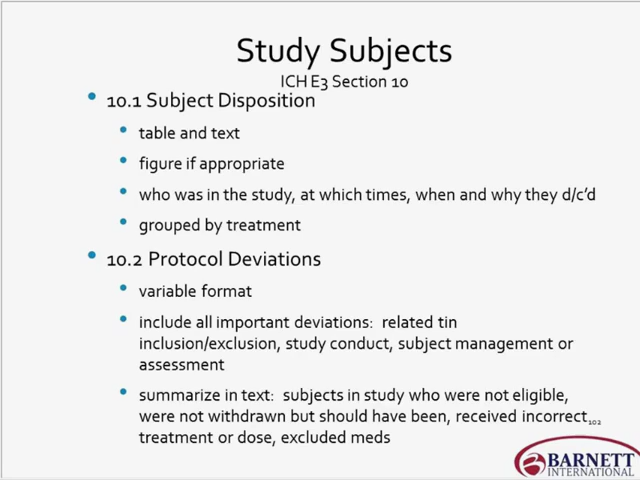 Study Subjects
ICH E3 Section 10
• 10.1 Subject Disposition
• table and text
• figure if appropriate
• who was in the study, at which times, when and why they d/c'd
• grouped by treatment
• 10.2 Protocol Deviations
• variable format
• include all important deviations: related tin
inclusion/exclusion, study conduct, subject management or
assessment
• summarize in text: subjects in study who were not eligible,
were not withdrawn but should have been, received incorrect
treatment or dose, excluded meds
102
BARNETT
INTERNATIONAL